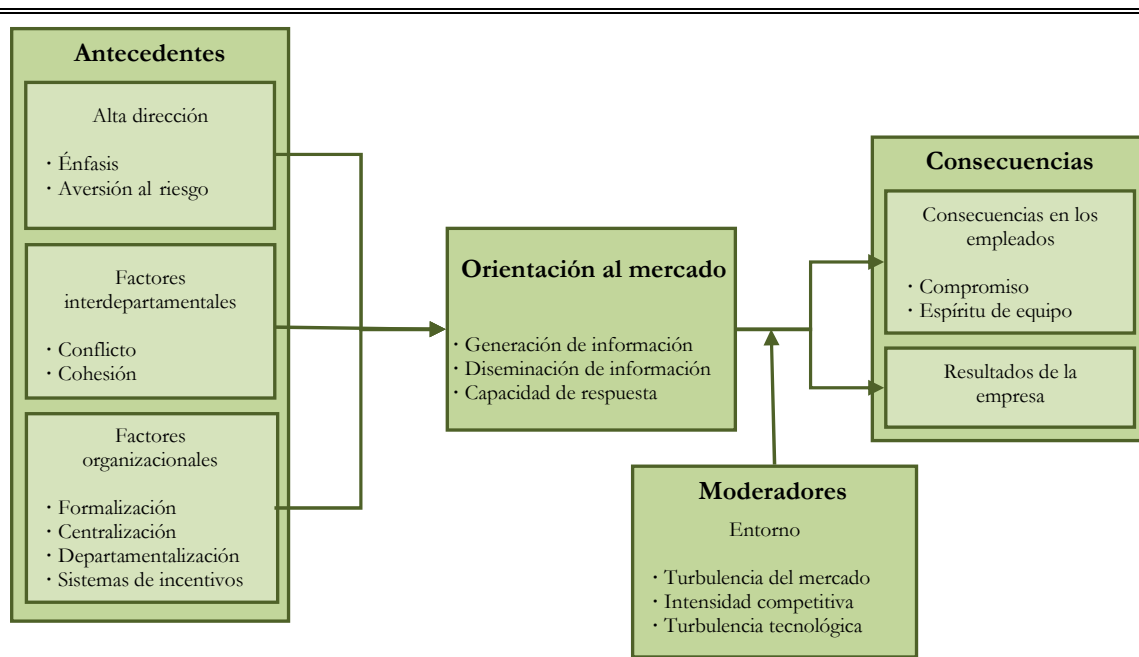 Antecedentes
Alta dirección
· Énfasis
· Aversión al riesgo
Factores
interdepartamentales
· Conflicto
· Cohesión
Factores
organizacionales
· Formalización
· Centralización
· Departamentalización
· Sistemas de incentivos
Orientación al mercado
· Generación de información
· Diseminación de información
· Capacidad de respuesta
Moderadores
Entorno
· Turbulencia del mercado
· Intensidad competitiva
· Turbulencia tecnológica
Consecuencias
Consecuencias en los
empleados
· Compromiso
· Espíritu de equipo
Resultados de la
empresa